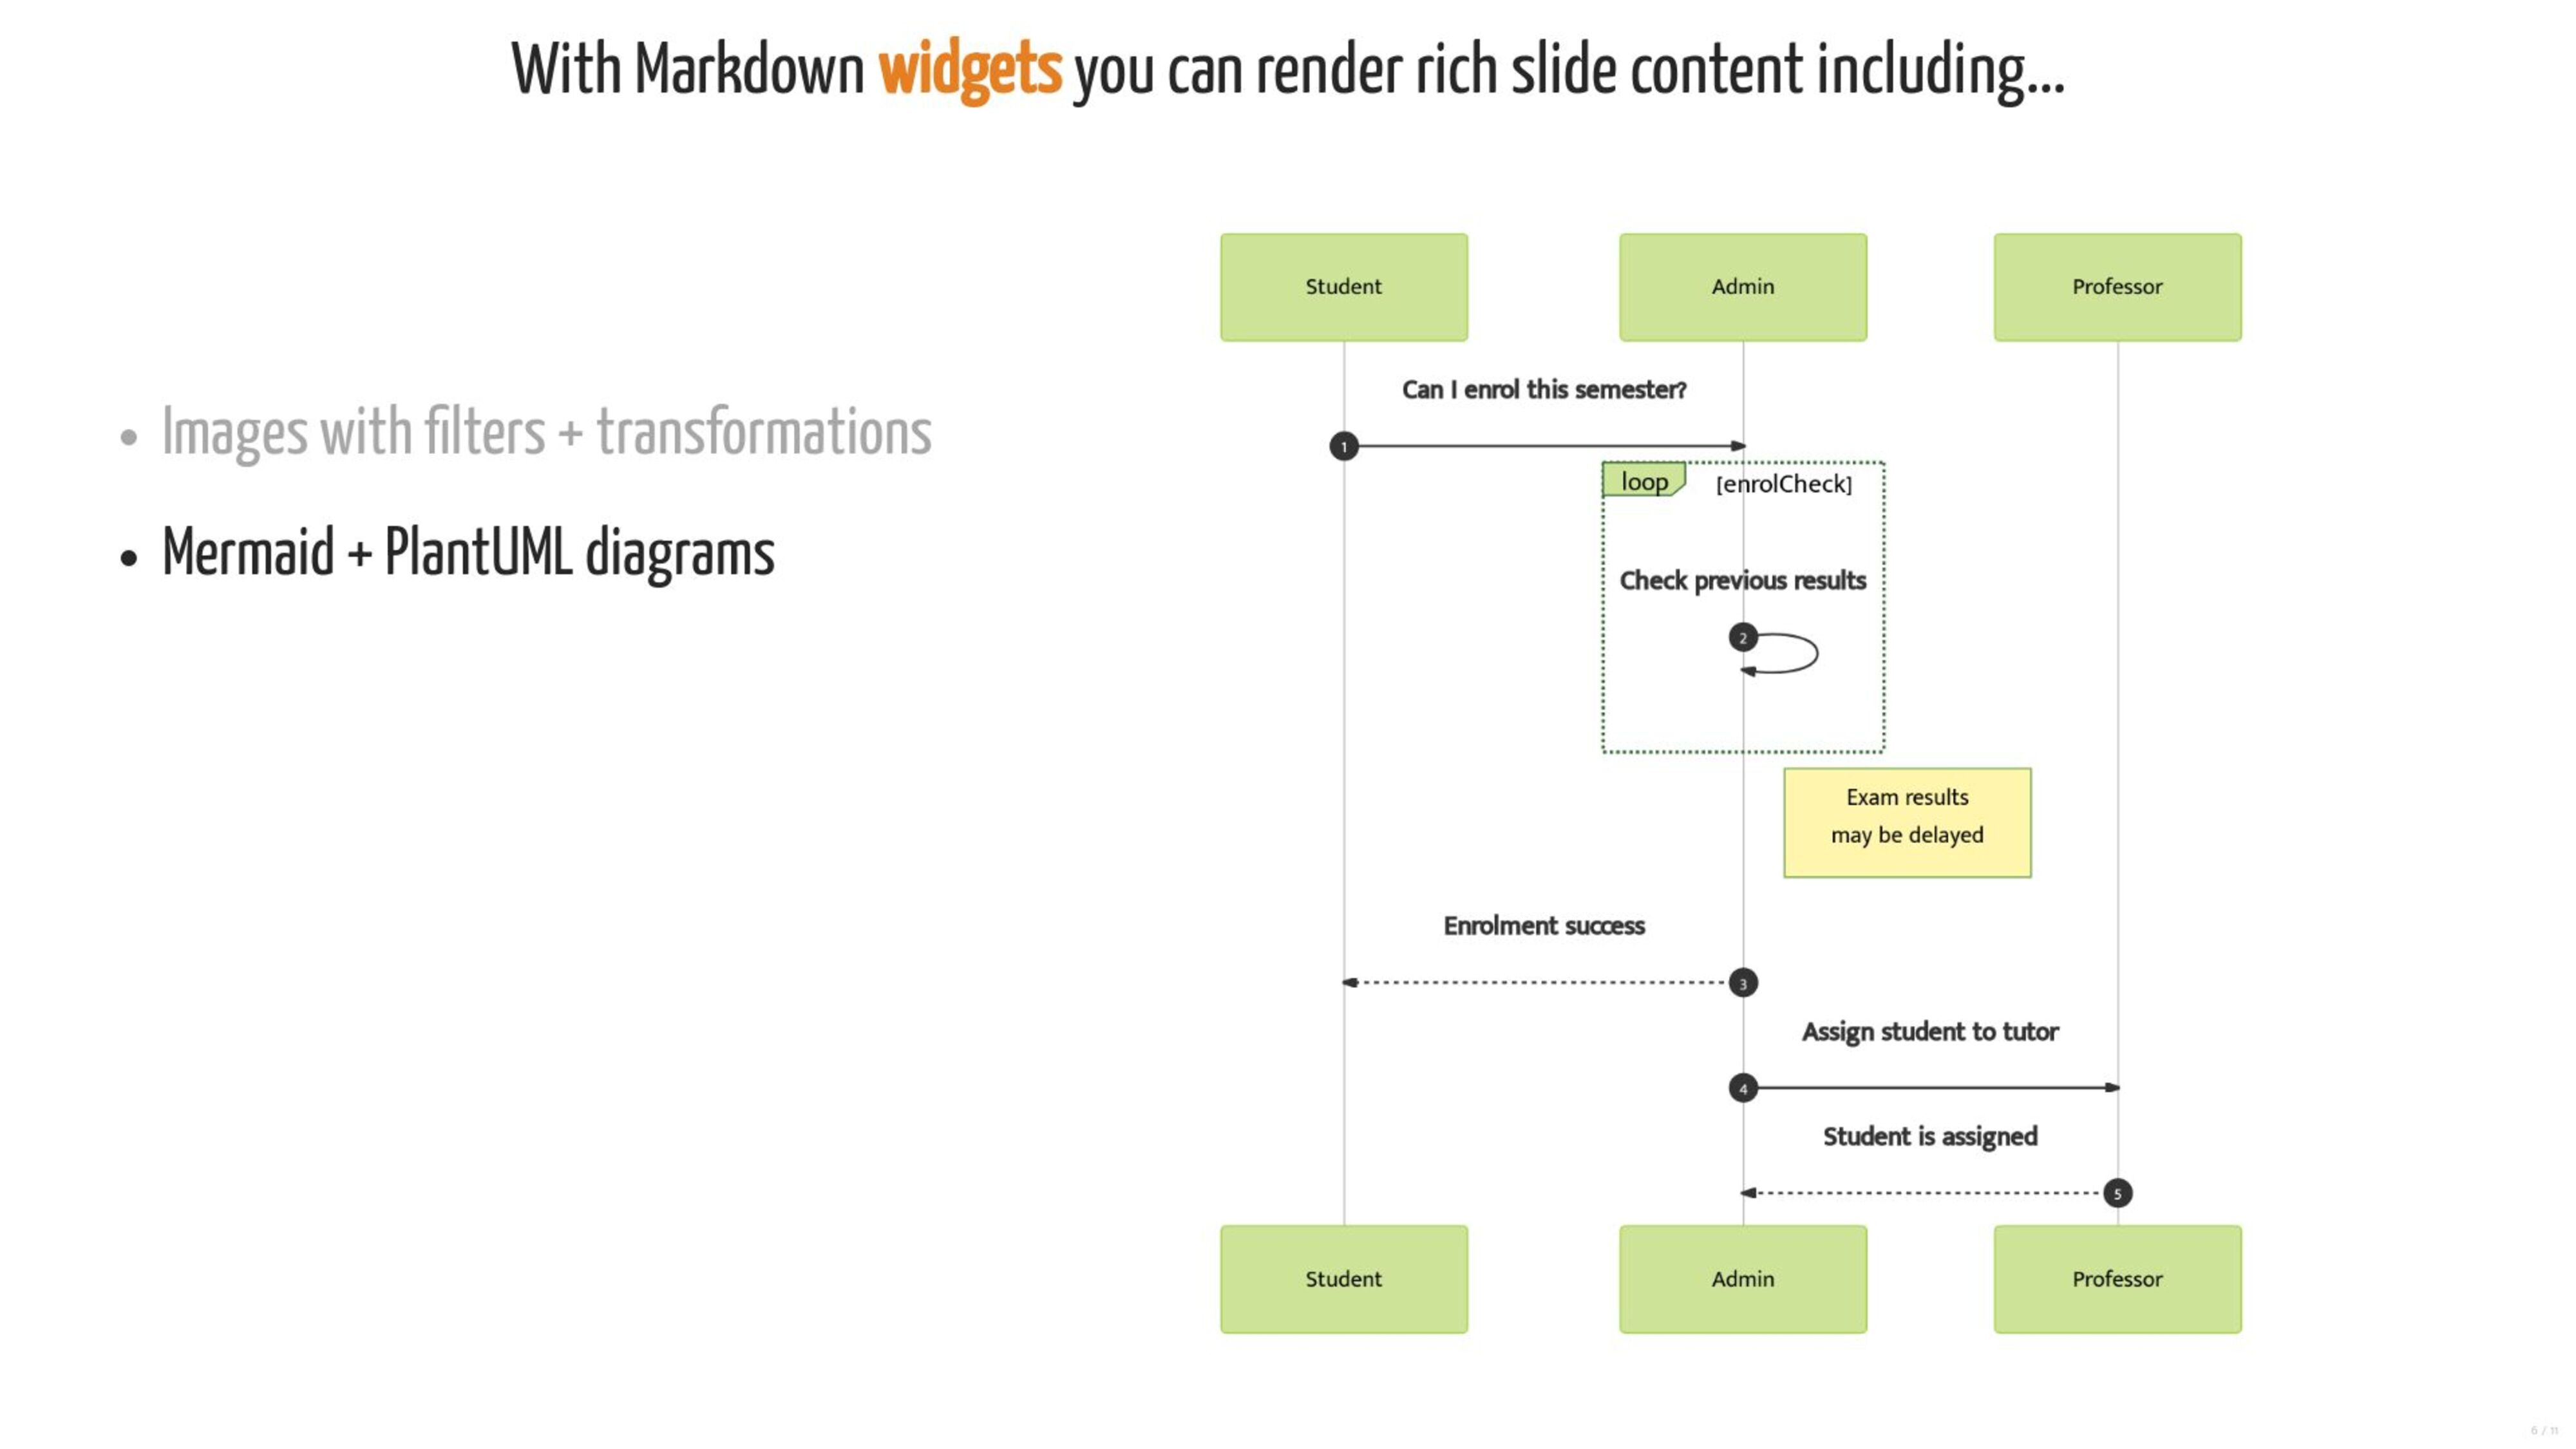 With Markdown widgets you can render rich slide content including...
• Images with filters + transformations
• Mermaid + PlantUML diagrams
Student
Admin
Professor
Can I enrol this semester?
1
loop
[enrolCheck]
Check previous results
2
Exam results
may be delayed
Enrolment success
3
Assign student to tutor
4
Student is assigned
5
Student
Admin
Professor
6 / 11